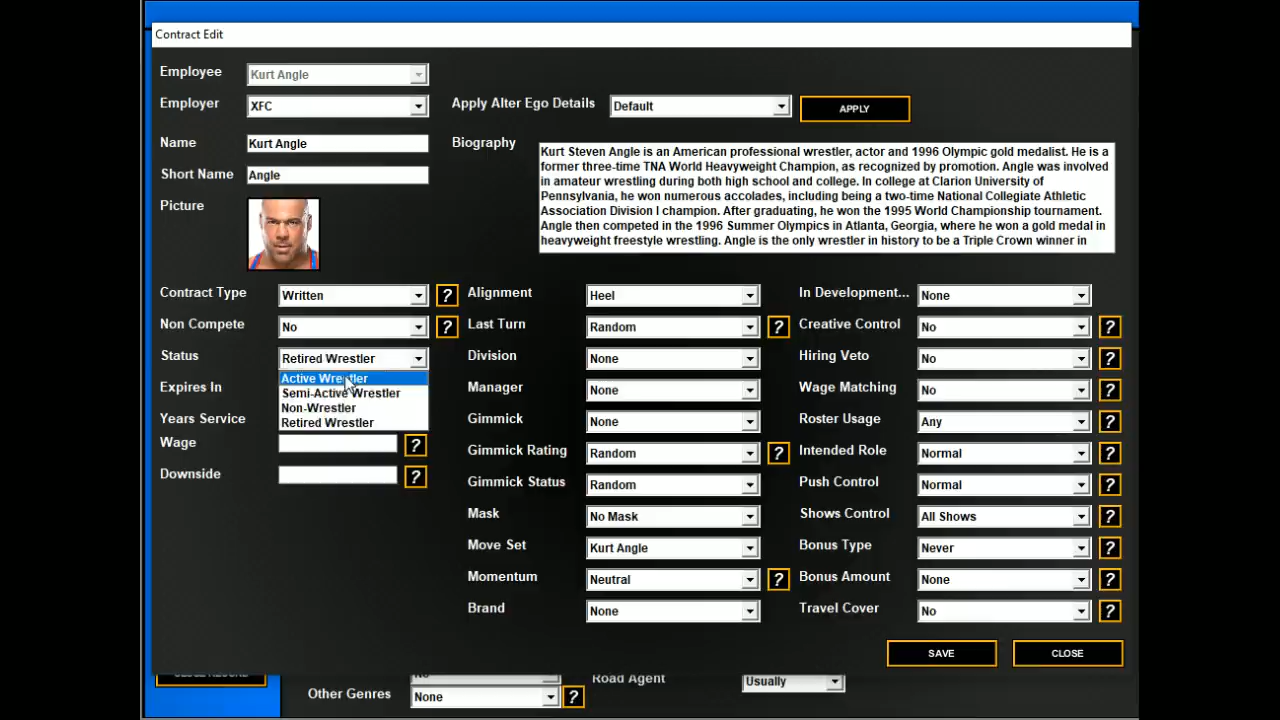 Contract Edit
Employee
Kurt Angle
Employer
XFC
Apply Alter Ego Details
Default
APPLY
Name
Kurt Angle
Biography
Kurt Steven Angle is an American professional wrestler, actor and 1996 Olympic gold medalist. He is a
former three-time TNA World Heavyweight Champion, as recognized by promotion. Angle was involved
in amateur wrestling during both high school and college. In college at Clarion University of
Pennsylvania, he won numerous accolades, including being a two-time National Collegiate Athletic
Association Division I champion. After graduating, he won the 1995 World Championship tournament.
Angle then competed in the 1996 Summer Olympics in Atlanta, Georgia, where he won a gold medal in
heavyweight freestyle wrestling. Angle is the only wrestler in history to be a Triple Crown winner in
Short Name
Angle
Picture
Contract Type
Written
?
Non Compete
No
?
Status
Retired Wrestler
Active Wrestler
Semi-Active Wrestler
Non-Wrestler
Retired Wrestler
Expires In
Years Service
Wage
?
Downside
?
Alignment
Heel
Last Turn
Random
?
Division
None
Manager
None
Gimmick
None
Gimmick Rating
Random
?
Gimmick Status
Random
Mask
No Mask
Move Set
Kurt Angle
Momentum
Neutral
?
Brand
None
In Development...
None
Creative Control
No
?
Hiring Veto
No
?
Wage Matching
No
?
Roster Usage
Any
?
Intended Role
Normal
?
Push Control
Normal
?
Shows Control
All Shows
?
Bonus Type
Never
?
Bonus Amount
None
?
Travel Cover
No
?
SAVE
CLOSE
Road Agent
Usually
Other Genres
None
?